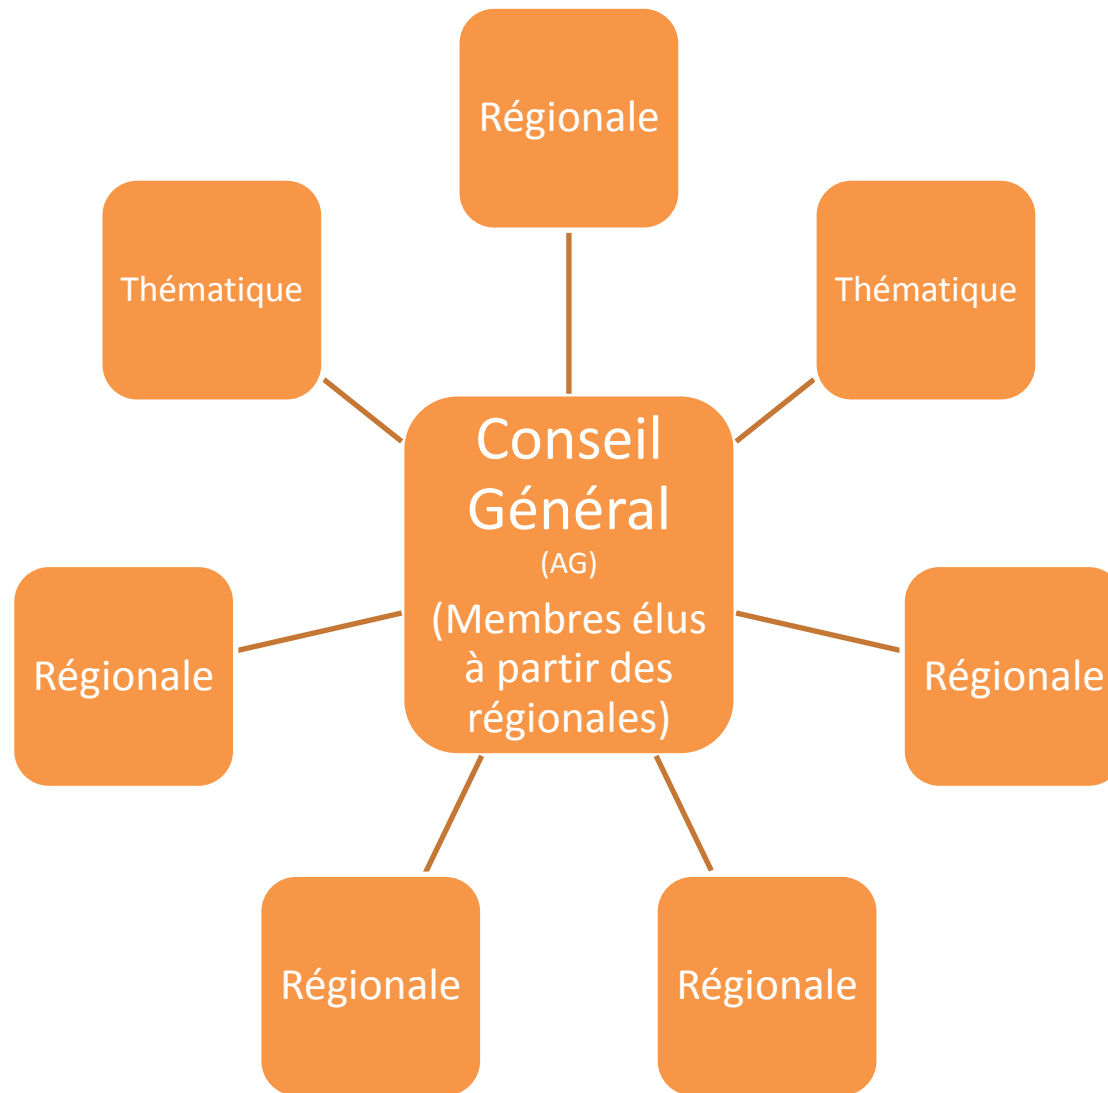 Régionale
Thématique
Thématique
Conseil
Général
(AG)
(Membres élus
à partir des
régionales)
Régionale
Régionale
Régionale
Régionale